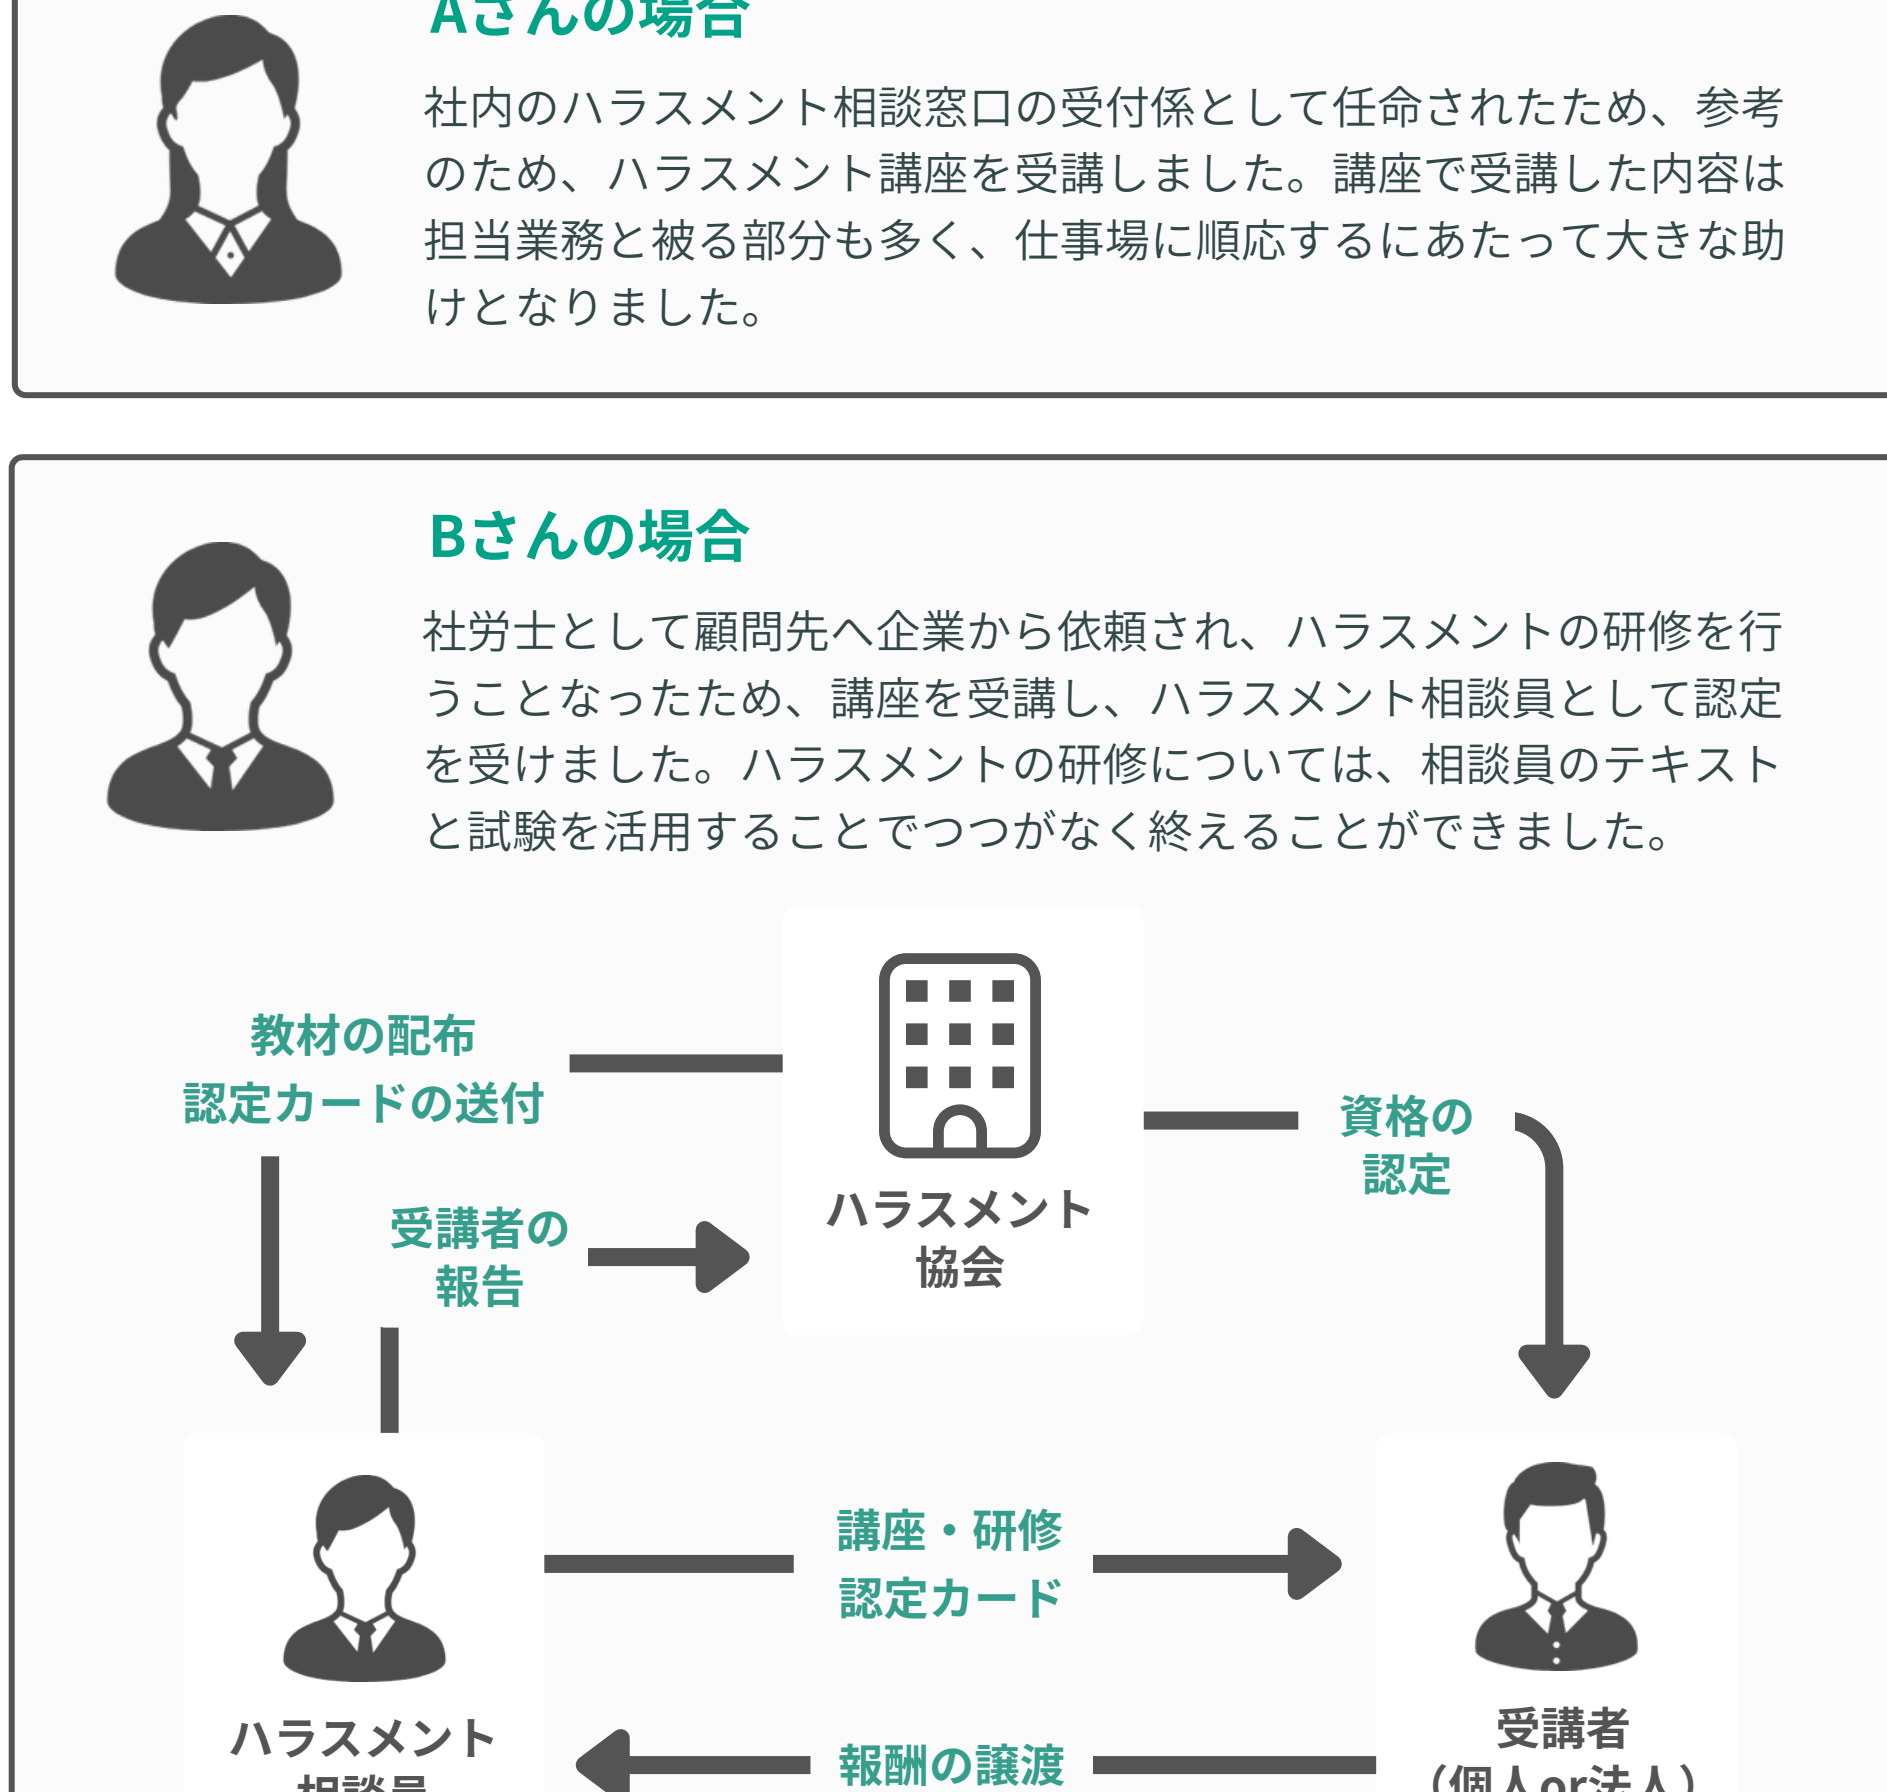 Aさんの場合
社内のハラスメント相談窓口の受付係として任命されたため、参考
のため、ハラスメント講座を受講しました。講座で受講した内容は
担当業務と被る部分も多く、仕事場に順応するにあたって大きな助
けとなりました。
Bさんの場合
社労士として顧問先へ企業から依頼され、ハラスメントの研修を行
うことなったため、講座を受講し、ハラスメント相談員として認定
を受けました。ハラスメントの研修については、相談員のテキスト
と試験を活用することでつつがなく終えることができました。
教材の配布
認定カードの送付
資格の
認定
受講者の
報告
ハラスメント
協会
講座・研修
認定カード
ハラスメント
相談員
報酬の譲渡
受講者
（個人or法人）